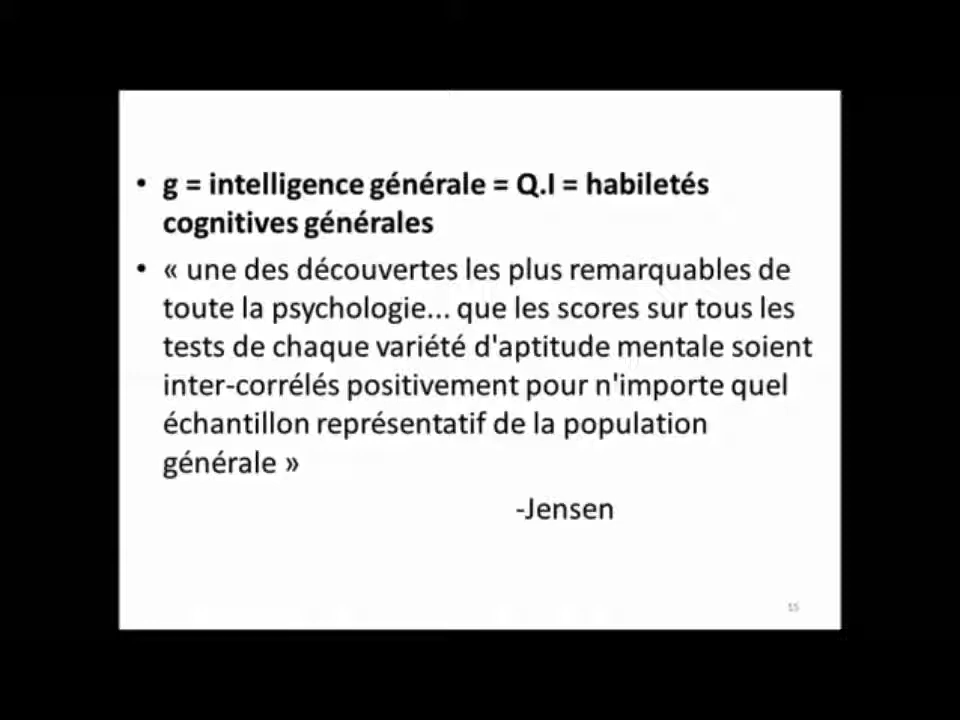 • g = intelligence générale = Q.I = habiletés
cognitives générales
• « une des découvertes les plus remarquables de
toute la psychologie... que les scores sur tous les
tests de chaque variété d'aptitude mentale soient
inter-corrélés positivement pour n'importe quel
échantillon représentatif de la population
générale »
-Jensen
15